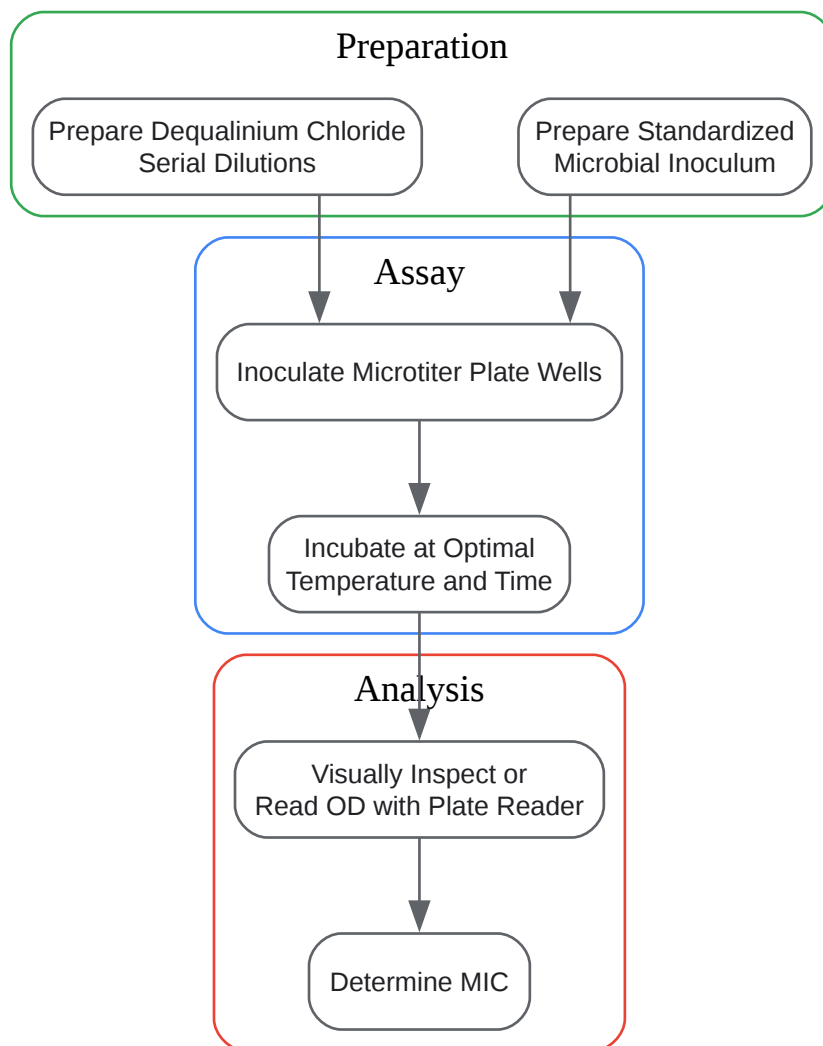 Preparation
Prepare Dequalinium Chloride
Serial Dilutions
Prepare Standardized
Microbial Inoculum
Assay
Inoculate Microtiter Plate Wells
Incubate at Optimal
Temperature and Time
Analysis
Visually Inspect or
Read OD with Plate Reader
Determine MIC